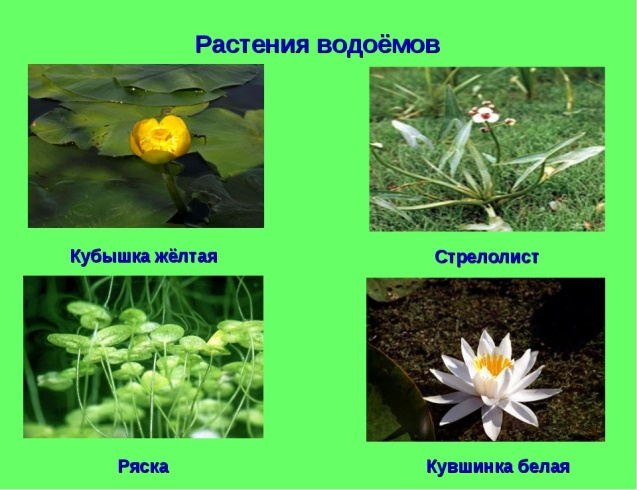 Растения водоёмов
Кубышка жёлтая
Стрелолист
Ряска
Кувшинка белая